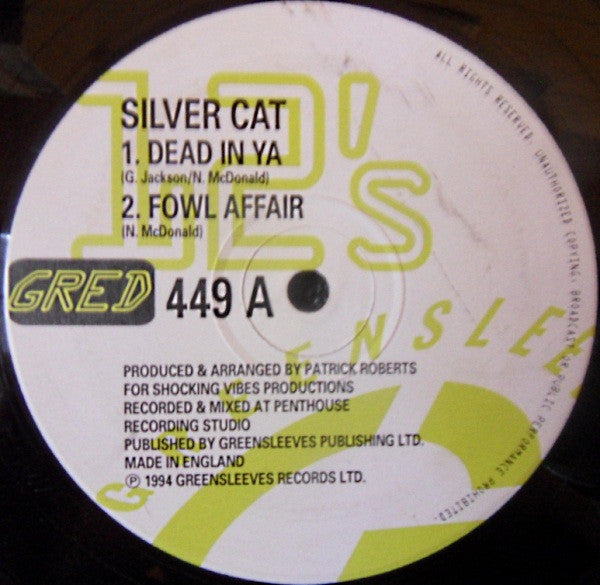 12's
SILVER CAT
1. DEAD IN YA
(G. Jackson/N. McDonald)
2. FOWL AFFAIR
(N. McDonald)
GRED 449 A
PRODUCED & ARRANGED BY PATRICK ROBERTS
FOR SHOCKING VIBES PRODUCTIONS
RECORDED & MIXED AT PENTHOUSE
RECORDING STUDIO
PUBLISHED BY GREENSLEEVES PUBLISHING LTD.
MADE IN ENGLAND
℗ 1994 GREENSLEEVES RECORDS LTD.
ALL RIGHTS RESERVED. UNAUTHORIZED COPYING, BROADCAST OR PUBLIC PERFORMANCE PROHIBITED.